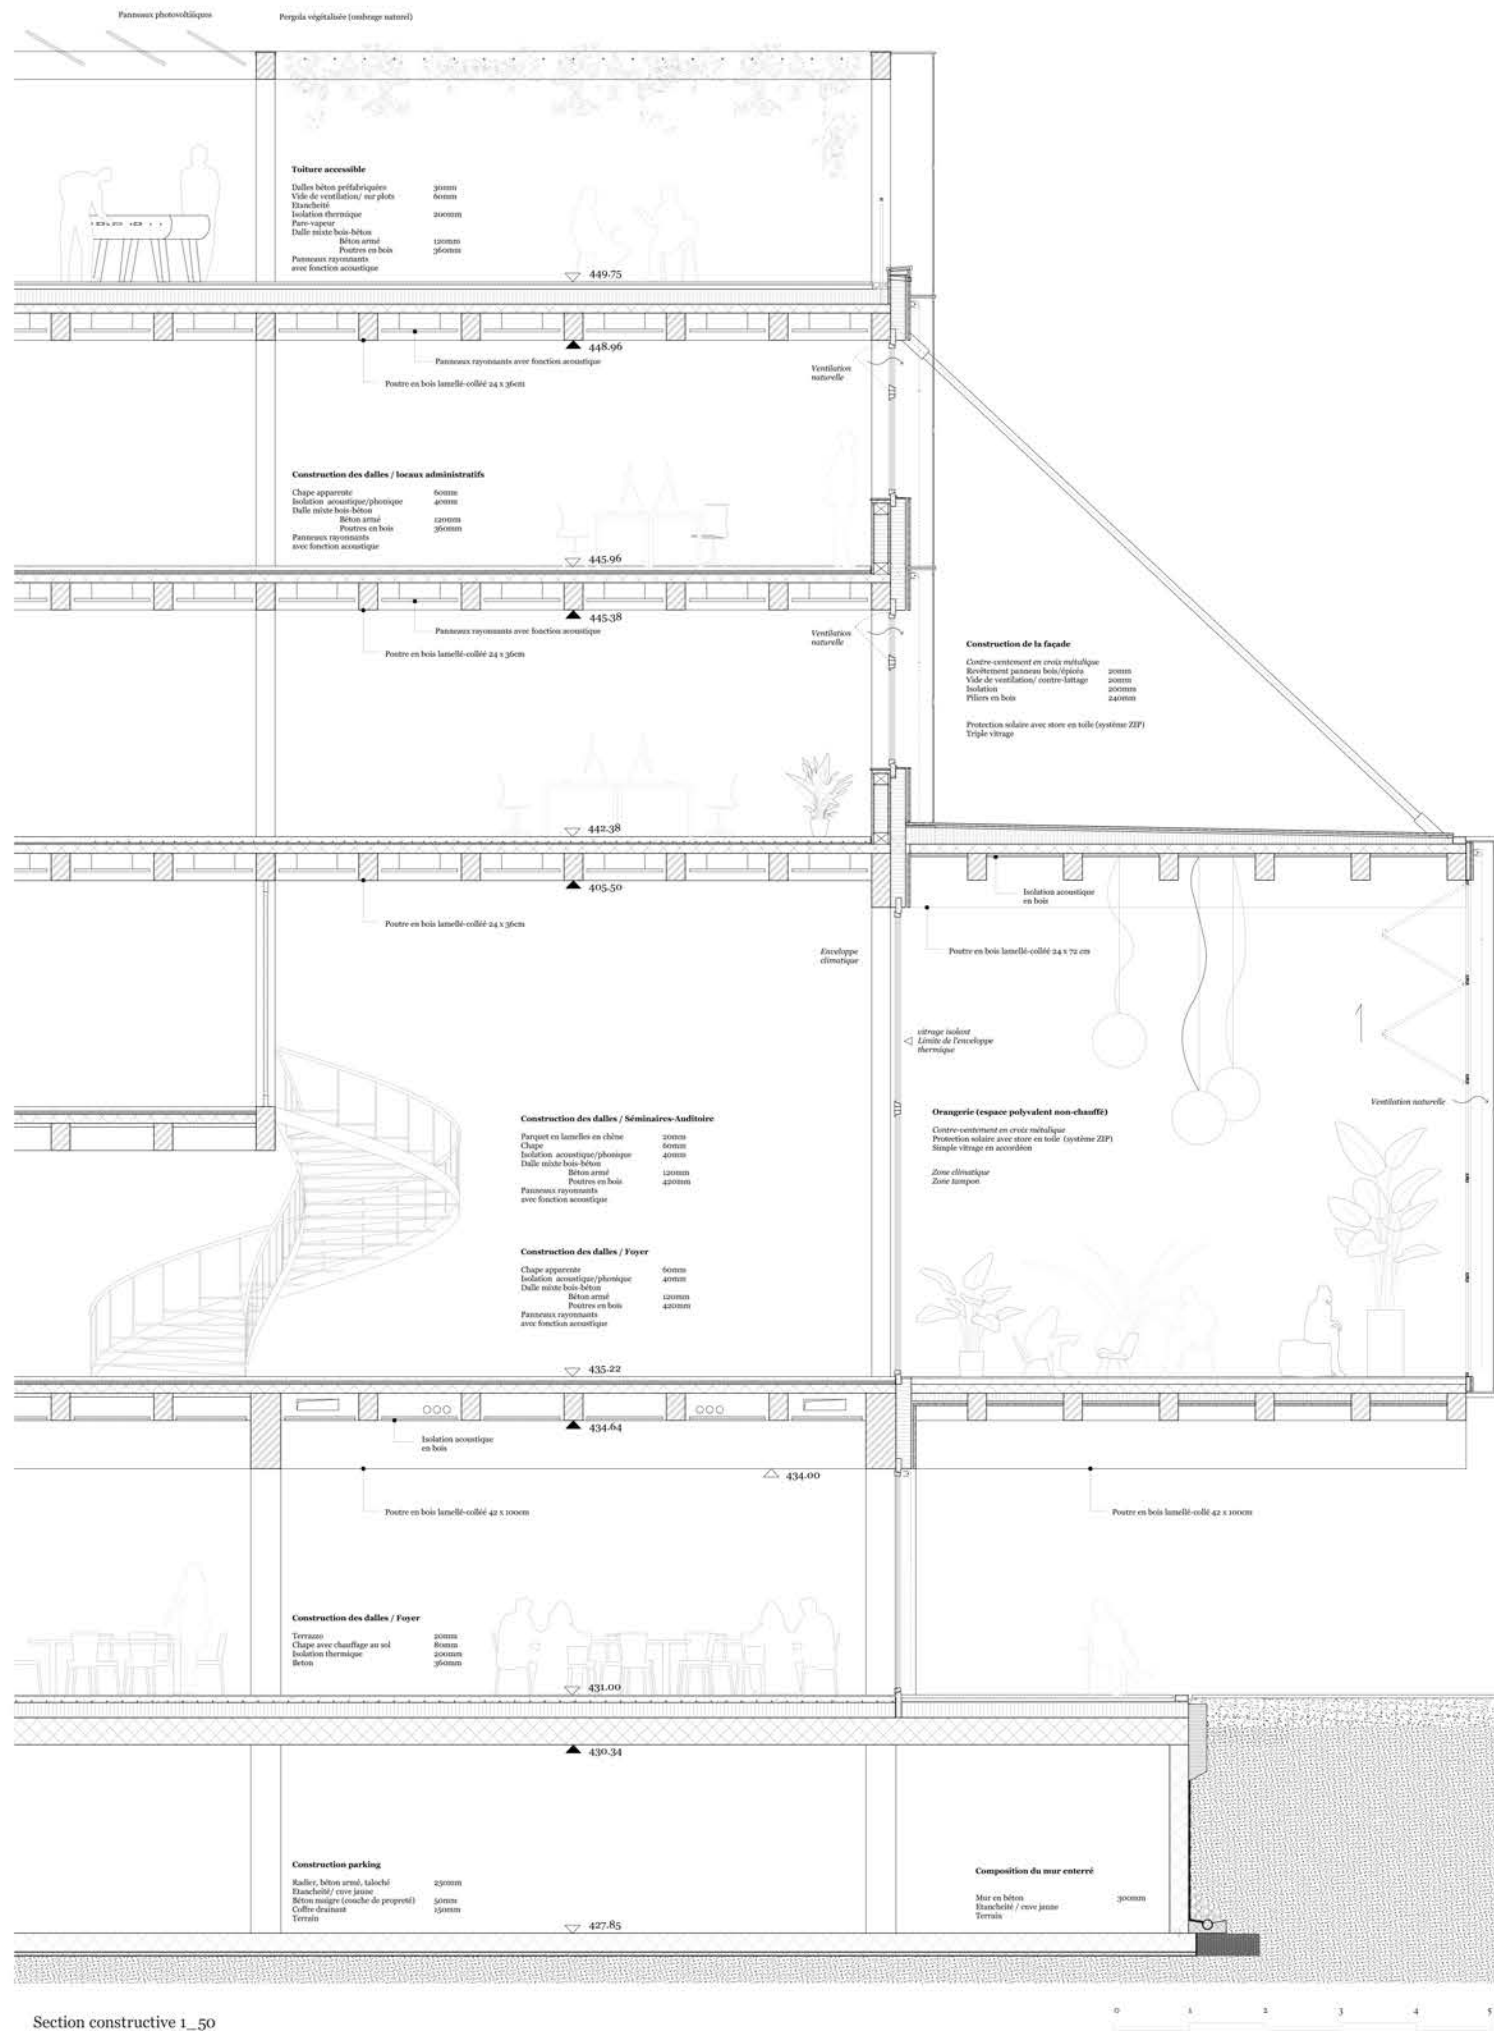 Panneaux photovoltaïques
Pergola végétalisée (ombrage naturel)
Toiture accessible
Dalles béton préfabriquées 30mm
Vide de ventilation/ sur plots 60mm
Etancheité
Isolation thermique 200mm
Pare-vapeur
Dalle mixte bois-béton
Béton armé 120mm
Poutres en bois 360mm
Panneaux rayonnants
avec fonction acoustique
449.75
448.96
Panneaux rayonnants avec fonction acoustique
Poutre en bois lamellé-colléé 24 x 36cm
Ventilation
naturelle
Construction des dalles / locaux administratifs
Chape apparente 60mm
Isolation acoustique/phonique 40mm
Dalle mixte bois-béton
Béton armé 120mm
Poutres en bois 360mm
Panneaux rayonnants
avec fonction acoustique
445.96
445.38
Panneaux rayonnants avec fonction acoustique
Poutre en bois lamellé-colléé 24 x 36cm
Ventilation
naturelle
Construction de la façade
Contre-ventement en croix métalique
Revêtement panneau bois/épicéa 20mm
Vide de ventilation/ contre-lattage 20mm
Isolation 200mm
Piliers en bois 240mm
Protection solaire avec store en toile (système ZIP)
Triple vitrage
442.38
405.50
Poutre en bois lamellé-colléé 24 x 36cm
Isolation acoustique
en bois
Enveloppe
climatique
Poutre en bois lamellé-colléé 24 x 72 cm
vitrage isolant
Limite de l'enveloppe
thermique
Ventilation naturelle
Construction des dalles / Séminaires-Auditoire
Parquet en lamelles en chêne 20mm
Chape 60mm
Isolation acoustique/phonique 40mm
Dalle mixte bois-béton
Béton armé 120mm
Poutres en bois 420mm
Panneaux rayonnants
avec fonction acoustique
Orangerie (espace polyvalent non-chauffé)
Contre-ventement en croix métalique
Protection solaire avec store en toile (système ZIP)
Simple vitrage en accordéon
Zone climatique
Zone tampon
Construction des dalles / Foyer
Chape apparente 60mm
Isolation acoustique/phonique 40mm
Dalle mixte bois-béton
Béton armé 120mm
Poutres en bois 420mm
Panneaux rayonnants
avec fonction acoustique
435.22
434.64
Isolation acoustique
en bois
434.00
Poutre en bois lamellé-colléé 42 x 100cm
Poutre en bois lamellé-collé 42 x 100cm
Construction des dalles / Foyer
Terrazzo 20mm
Chape avec chauffage au sol 80mm
Isolation thermique 200mm
Beton 360mm
431.00
430.34
Construction parking
Radier, béton armé, taloché 250mm
Etancheité/ cuve jaune
Béton maigre (couche de propreté) 50mm
Coffre drainant 150mm
Terrain
Composition du mur enterré
Mur en béton 300mm
Etancheité / cuve jaune
Terrain
427.85
Section constructive 1_50
0 1 2 3 4 5